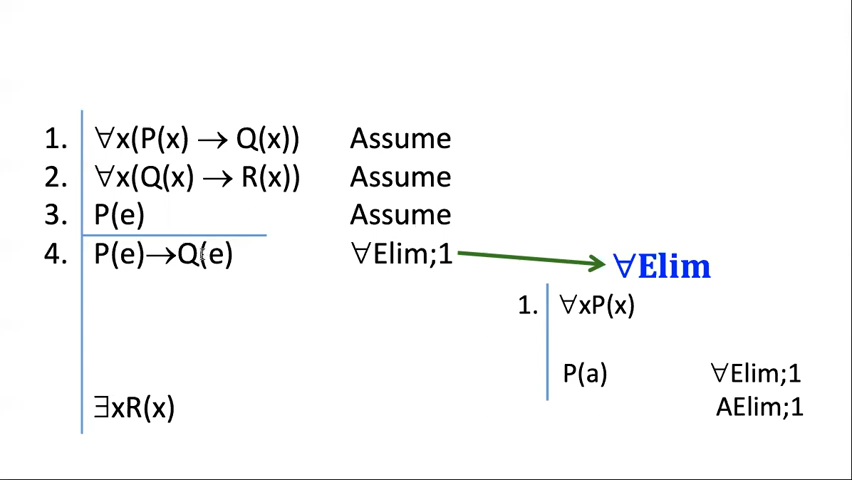 1. ∀x(P(x) → Q(x)) Assume
2. ∀x(Q(x) → R(x)) Assume
3. P(e) Assume
4. P(e)→Q(e) ∀Elim;1
∀Elim
1. ∀xP(x)
P(a) ∀Elim;1
AElim;1
∃xR(x)